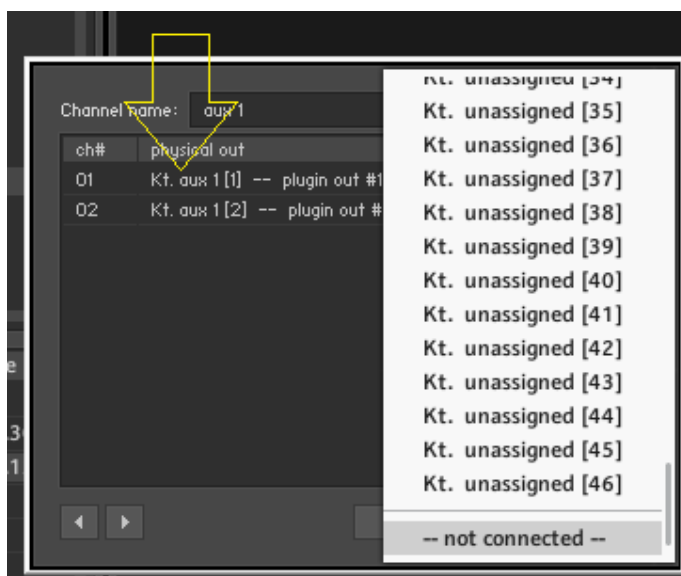 Channel name: aux 1
ch# physical out
01 Kt. aux 1 [1] -- plugin out #1
02 Kt. aux 1 [2] -- plugin out #
Kt. unassigned [34]
Kt. unassigned [35]
Kt. unassigned [36]
Kt. unassigned [37]
Kt. unassigned [38]
Kt. unassigned [39]
Kt. unassigned [40]
Kt. unassigned [41]
Kt. unassigned [42]
Kt. unassigned [43]
Kt. unassigned [44]
Kt. unassigned [45]
Kt. unassigned [46]
-- not connected --